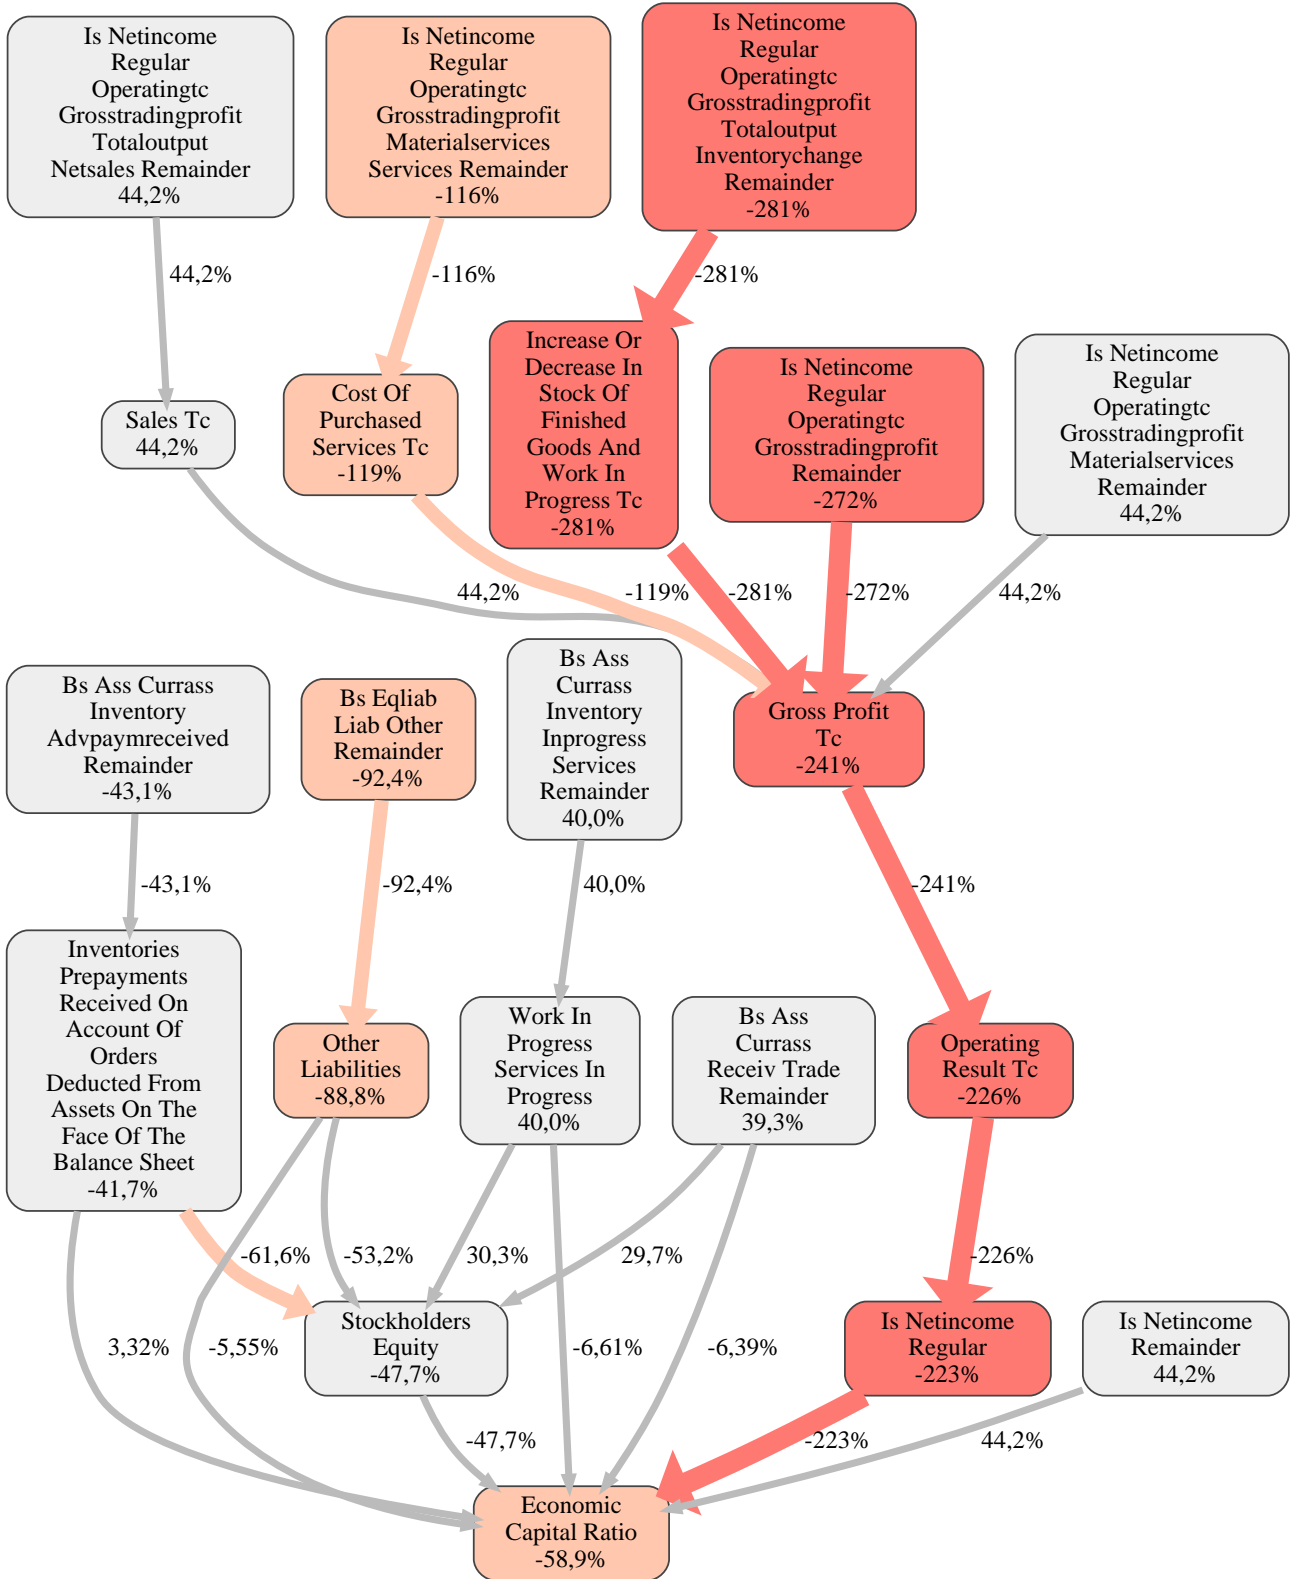 Is Netincome
Regular
Operatingtc
Grosstradingprofit
Totaloutput
Netsales Remainder
44,2%
Is Netincome
Regular
Operatingtc
Grosstradingprofit
Materialservices
Services Remainder
-116%
Is Netincome
Regular
Operatingtc
Grosstradingprofit
Totaloutput
Inventorychange
Remainder
-281%
44,2%
-116%
-281%
Sales Tc
44,2%
Cost Of
Purchased
Services Tc
-119%
Increase Or
Decrease In
Stock Of
Finished
Goods And
Work In
Progress Tc
-281%
Is Netincome
Regular
Operatingtc
Grosstradingprofit
Remainder
-272%
Is Netincome
Regular
Operatingtc
Grosstradingprofit
Materialservices
Remainder
44,2%
44,2%
-119%
-281%
-272%
44,2%
Bs Ass Currass
Inventory
Advpaymreceived
Remainder
-43,1%
Bs Eqliab
Liab Other
Remainder
-92,4%
Bs Ass
Currass
Inventory
Inprogress
Services
Remainder
40,0%
Gross Profit
Tc
-241%
-43,1%
-92,4%
40,0%
-241%
Inventories
Prepayments
Received On
Account Of
Orders
Deducted From
Assets On The
Face Of The
Balance Sheet
-41,7%
Other
Liabilities
-88,8%
Work In
Progress
Services In
Progress
40,0%
Bs Ass
Currass
Receiv Trade
Remainder
39,3%
Operating
Result Tc
-226%
-61,6%
-53,2%
30,3%
29,7%
-226%
3,32%
-5,55%
Stockholders
Equity
-47,7%
-6,61%
-6,39%
Is Netincome
Regular
-223%
Is Netincome
Remainder
44,2%
-47,7%
-223%
44,2%
Economic
Capital Ratio
-58,9%